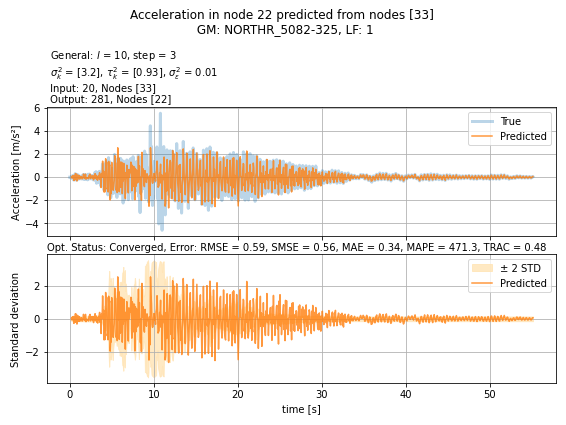 Acceleration in node 22 predicted from nodes [33]
GM: NORTHR_5082-325, LF: 1
General: l = 10, step = 3
σ_k² = [3.2], τ_k² = [0.93], σ_ε² = 0.01
Input: 20, Nodes [33]
Output: 281, Nodes [22]
6
4
2
0
−2
−4
Acceleration [m/s²]
True
Predicted
Opt. Status: Converged, Error: RMSE = 0.59, SMSE = 0.56, MAE = 0.34, MAPE = 471.3, TRAC = 0.48
2
0
−2
Standard deviation
± 2 STD
Predicted
0 10 20 30 40 50
time [s]